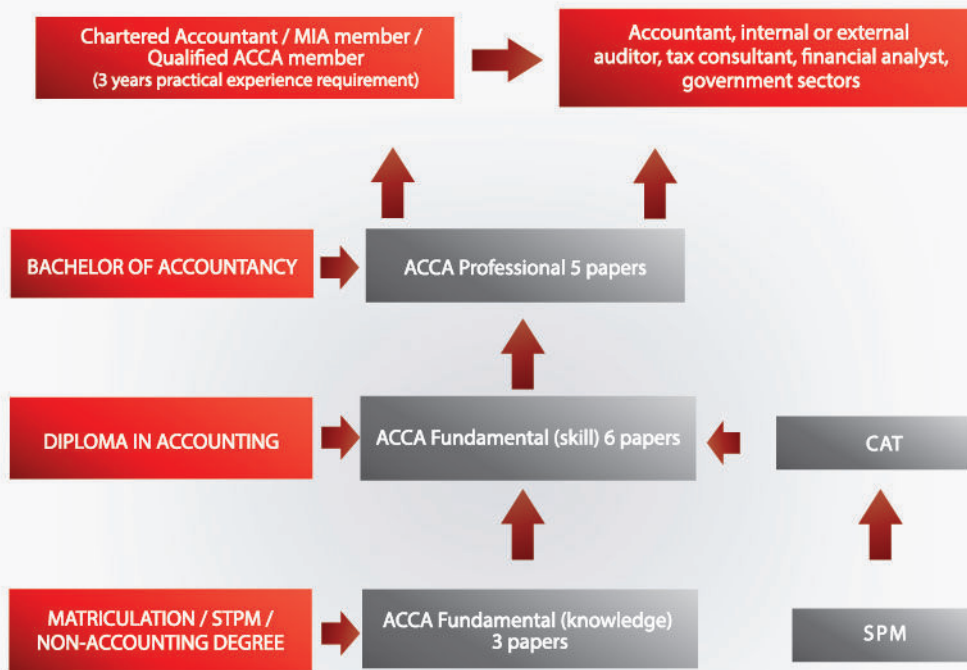 Chartered Accountant / MIA member /
Qualified ACCA member
(3 years practical experience requirement)
Accountant, internal or external
auditor, tax consultant, financial analyst,
government sectors
BACHELOR OF ACCOUNTANCY
ACCA Professional 5 papers
DIPLOMA IN ACCOUNTING
ACCA Fundamental (skill) 6 papers
CAT
MATRICULATION / STPM /
NON-ACCOUNTING DEGREE
ACCA Fundamental (knowledge)
3 papers
SPM